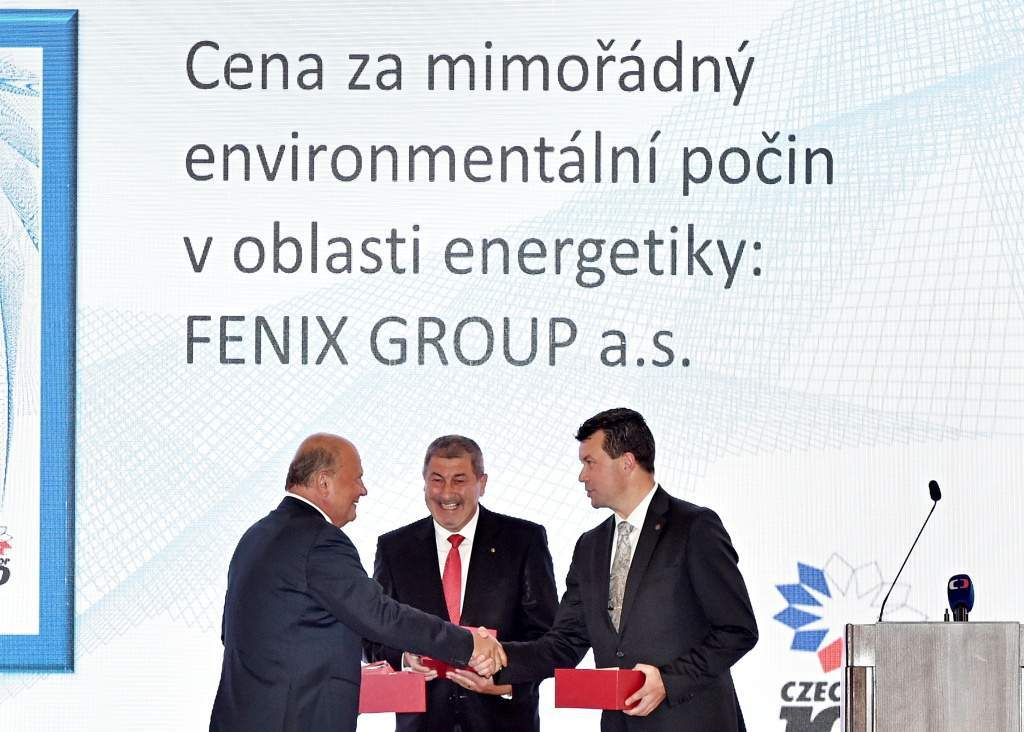 Cena za mimořádný
environmentální počin
v oblasti energetiky:
FENIX GROUP a.s.